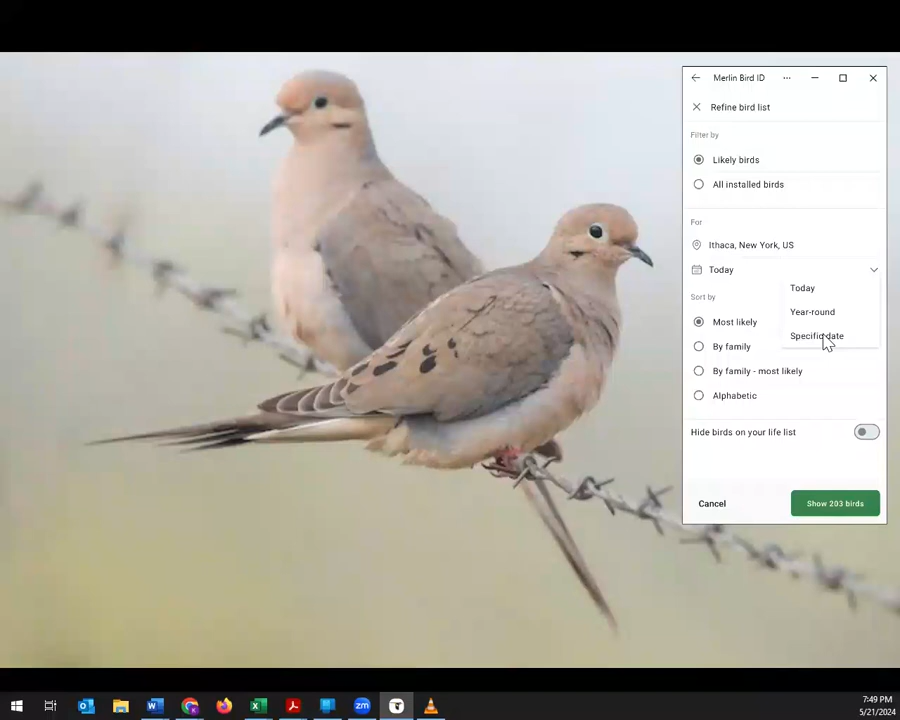 Merlin Bird ID
Refine bird list
Filter by
Likely birds
All installed birds
For
Ithaca, New York, US
Today
Today
Year-round
Specific date
Sort by
Most likely
By family
By family - most likely
Alphabetic
Hide birds on your life list
Cancel
Show 203 birds
zm
7:49 PM
5/21/2024